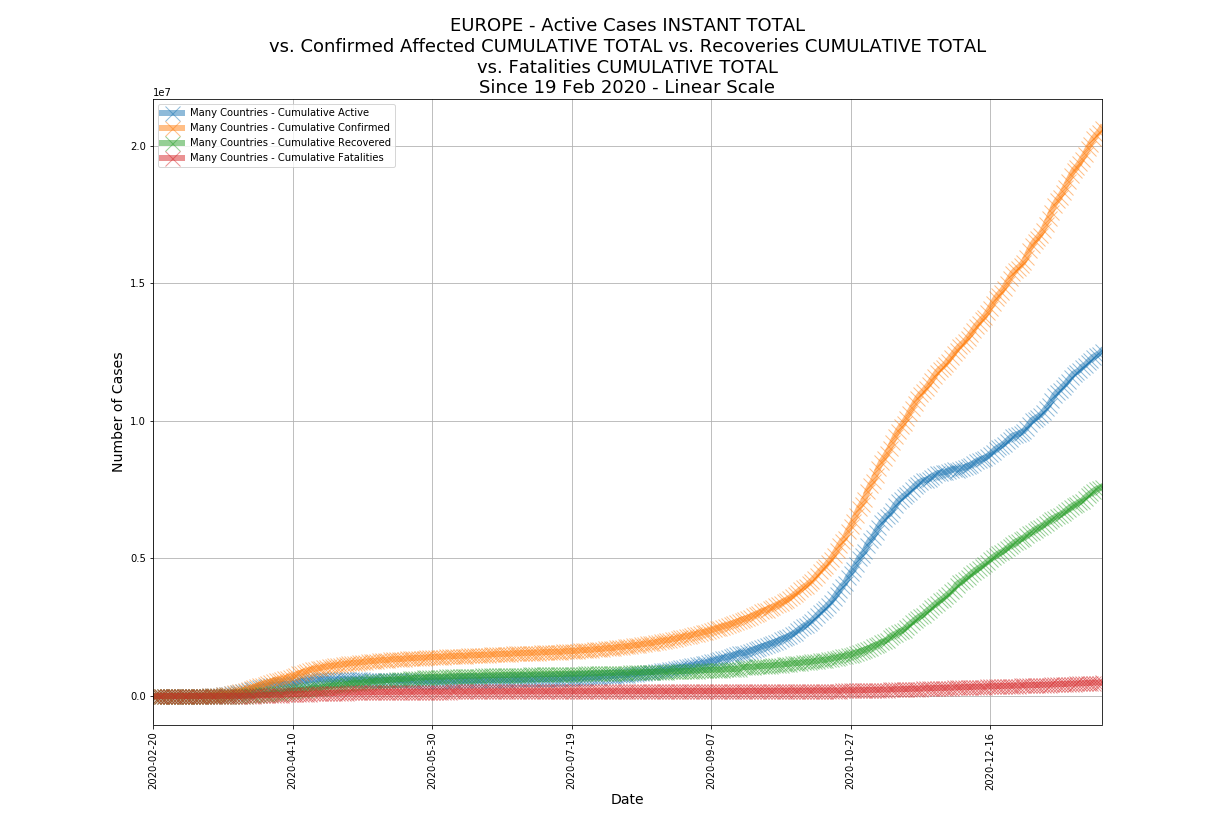 EUROPE - Active Cases INSTANT TOTAL
vs. Confirmed Affected CUMULATIVE TOTAL vs. Recoveries CUMULATIVE TOTAL
vs. Fatalities CUMULATIVE TOTAL
Since 19 Feb 2020 - Linear Scale
1e7
Many Countries - Cumulative Active
Many Countries - Cumulative Confirmed
Many Countries - Cumulative Recovered
Many Countries - Cumulative Fatalities
2.0
1.5
1.0
0.5
0.0
Number of Cases
2020-02-20
2020-04-10
2020-05-30
2020-07-19
2020-09-07
2020-10-27
2020-12-16
Date